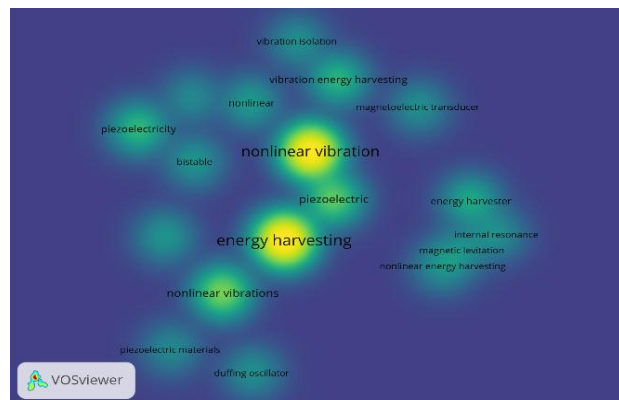 vibration isolation
vibration energy harvesting
nonlinear
magnetoelectric transducer
piezoelectricity
nonlinear vibration
bistable
piezoelectric
energy harvester
internal resonance
energy harvesting
magnetic levitation
nonlinear energy harvesting
nonlinear vibrations
piezoelectric materials
duffing oscillator
VOSviewer